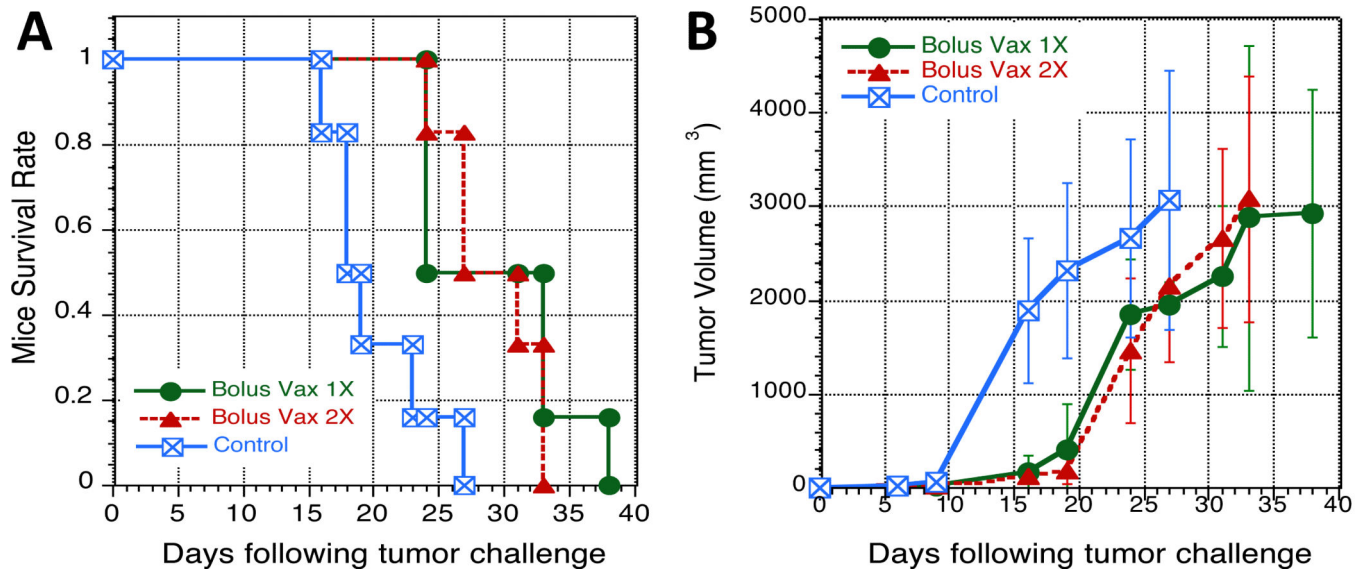 A
Mice Survival Rate
1
0.8
0.6
0.4
0.2
0
Bolus Vax 1X
Bolus Vax 2X
Control
0 5 10 15 20 25 30 35 40
Days following tumor challenge
B
Tumor Volume (mm 3)
5000
4000
3000
2000
1000
0
Bolus Vax 1X
Bolus Vax 2X
Control
0 5 10 15 20 25 30 35 40
Days following tumor challenge